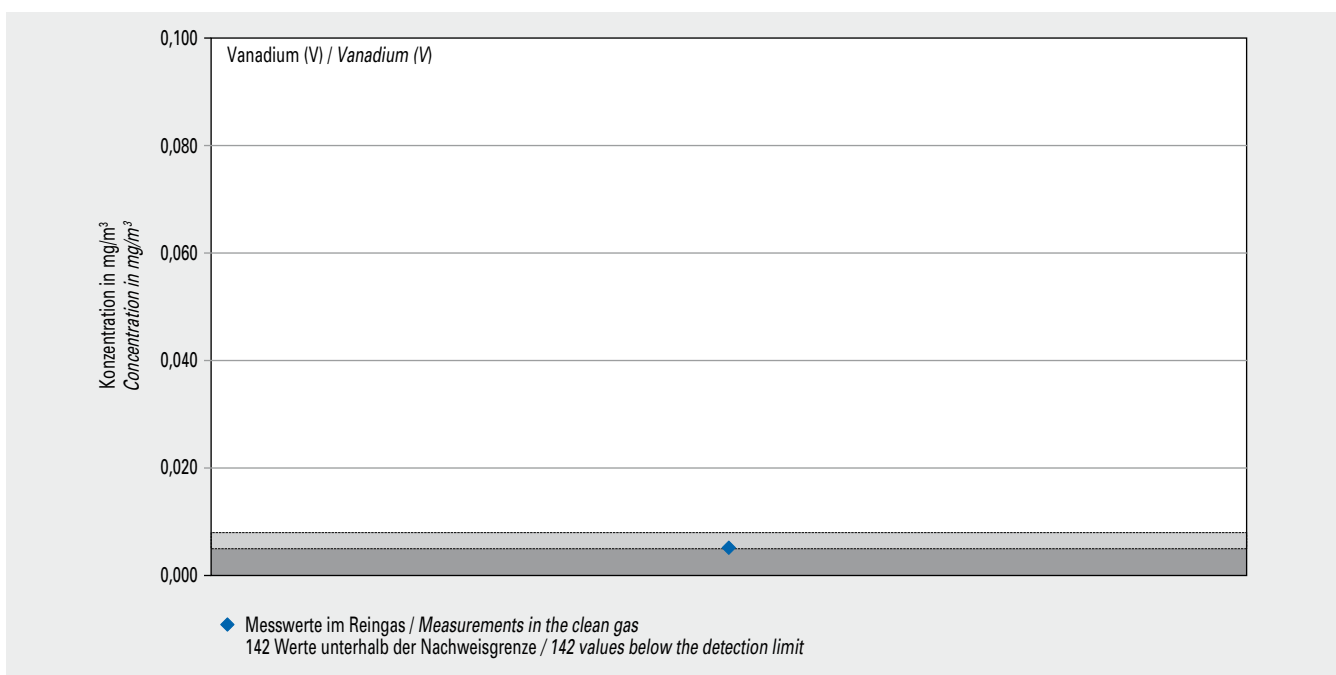 0,100
Vanadium (V) / Vanadium (V)
0,080
0,060
0,040
0,020
0,000
Konzentration in mg/m³
Concentration in mg/m³
Messwerte im Reingas / Measurements in the clean gas
142 Werte unterhalb der Nachweisgrenze / 142 values below the detection limit